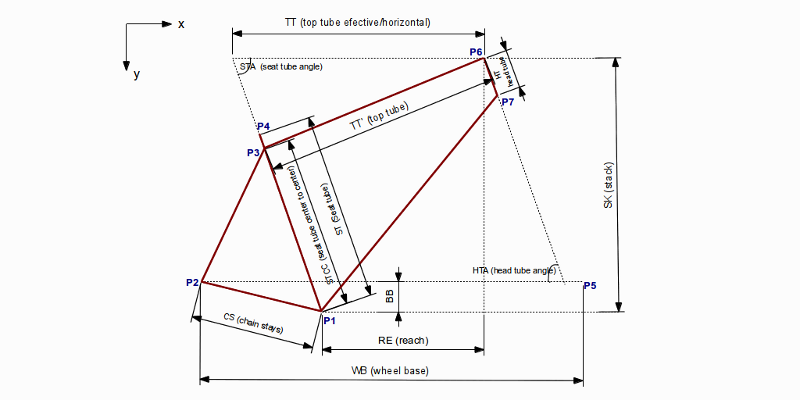 x
y
TT (top tube efective/horizontal)
P6
STA (seat tube angle)
HT
head tube
P7
P4
TT' (top tube)
P3
STCC (seat tube center to center)
ST (Seat tube)
SK (stack)
HTA (head tube angle)
P2
P5
BB
P1
CS (chain stays)
RE (reach)
WB (wheel base)